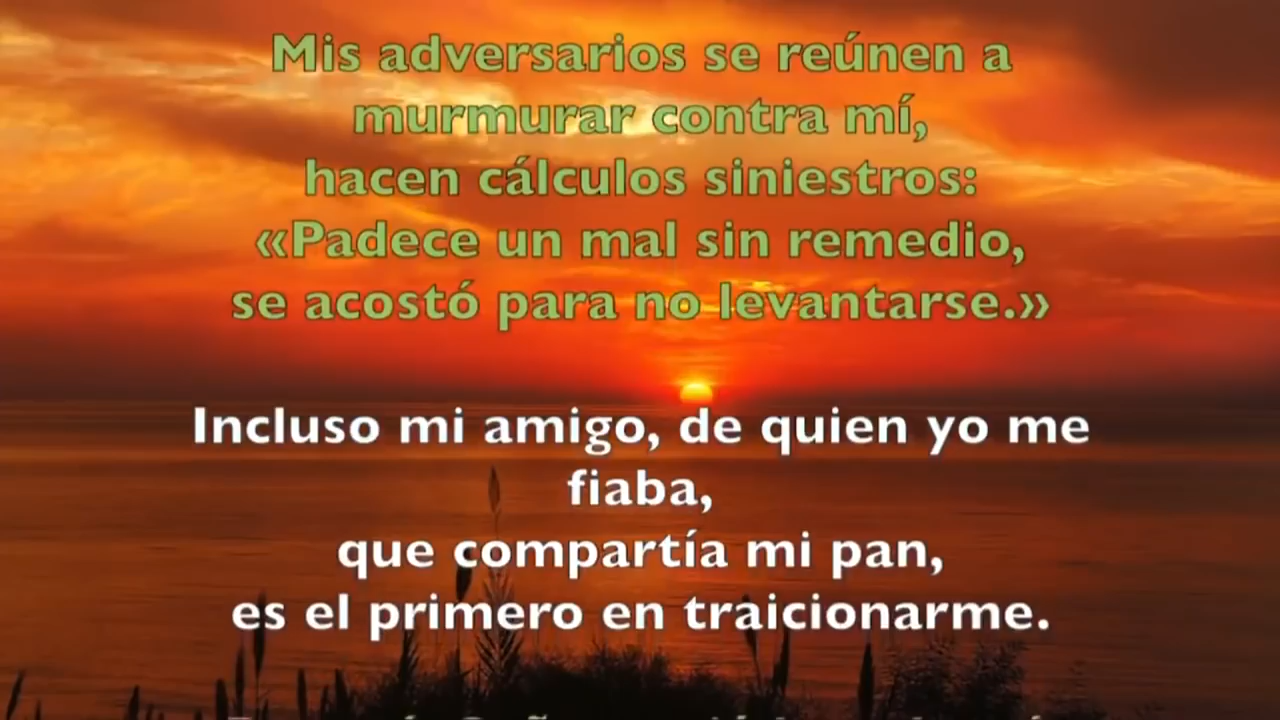 Mis adversarios se reúnen a
murmurar contra mí,
hacen cálculos siniestros:
«Padece un mal sin remedio,
se acostó para no levantarse.»
Incluso mi amigo, de quien yo me
fiaba,
que compartía mi pan,
es el primero en traicionarme.